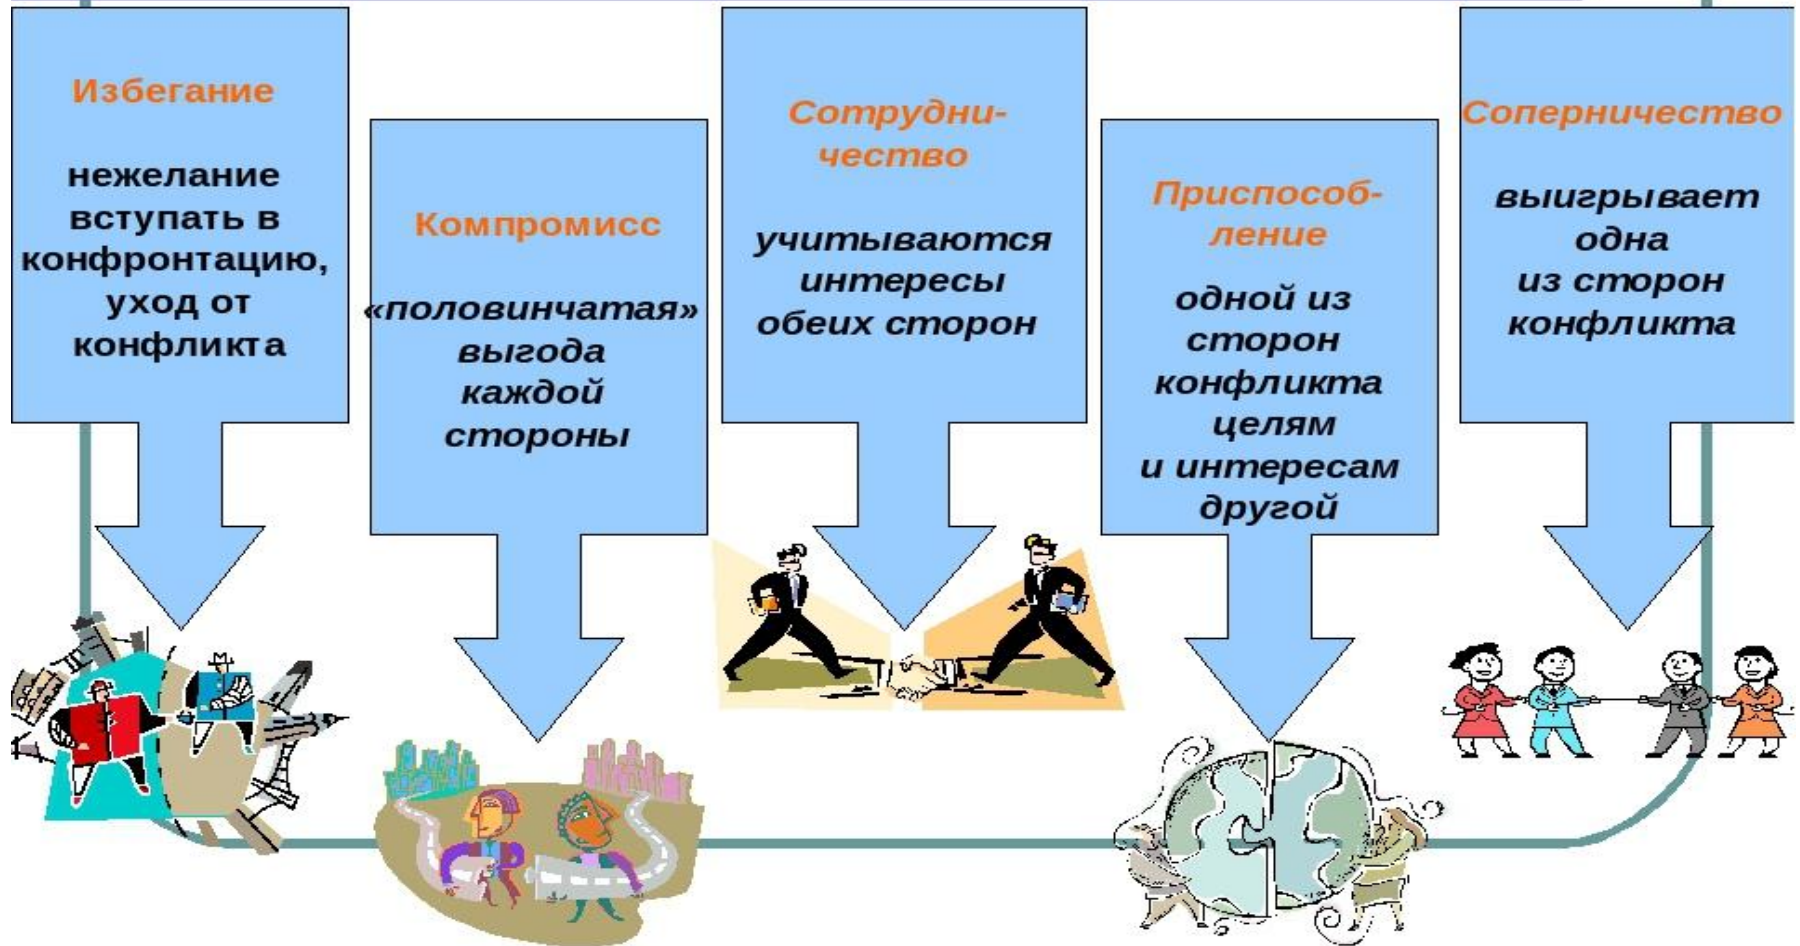 Избегание
нежелание
вступать в
конфронтацию,
уход от
конфликта
Компромисс
«половинчатая»
выгода
каждой
стороны
Сотрудни-
чество
учитываются
интересы
обеих сторон
Приспособ-
ление
одной из
сторон
конфликта
целям
и интересам
другой
Соперничество
выигрывает
одна
из сторон
конфликта